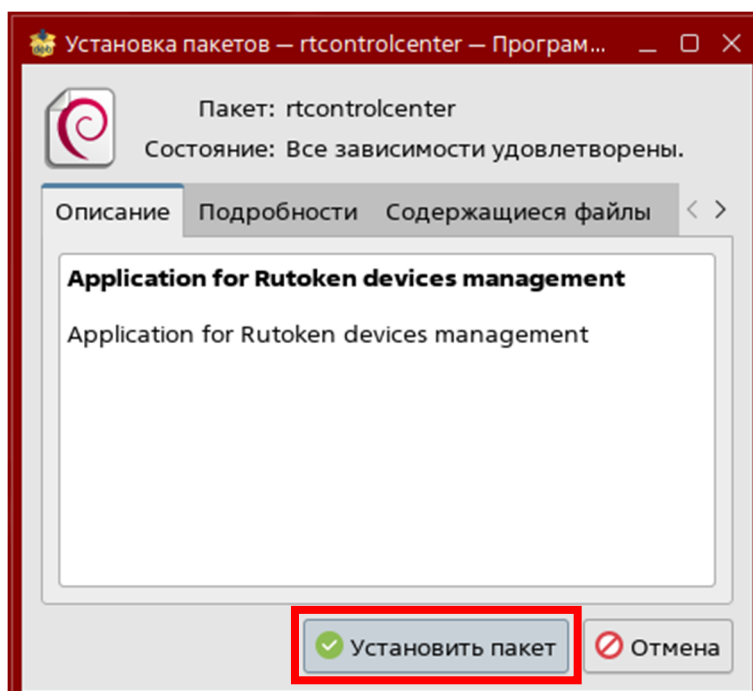 Установка пакетов — rtcontrolcenter — Програм...
Пакет: rtcontrolcenter
Состояние: Все зависимости удовлетворены.
Описание Подробности Содержащиеся файлы
Application for Rutoken devices management
Application for Rutoken devices management
Установить пакет Отмена